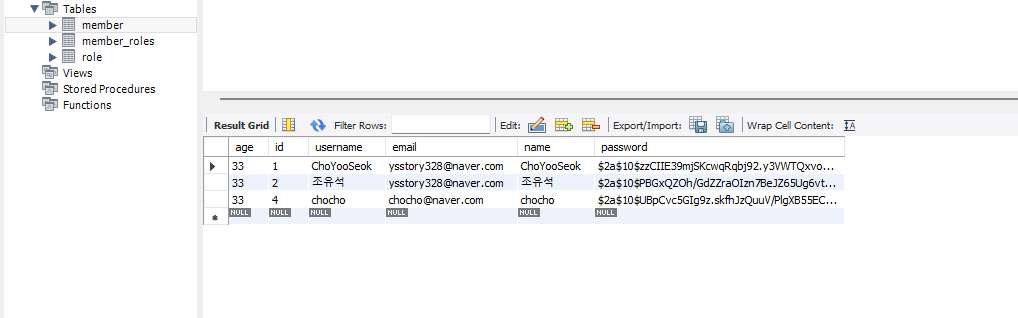 Tables
member
member_roles
role
Views
Stored Procedures
Functions
Result Grid Filter Rows: Edit: Export/Import: Wrap Cell Content: IA
age id username email name password
33 1 ChoYooSeok ysstory328@naver.com ChoYooSeok $2a$10$zzCIIE39mjSKcwqRqbj92.y3VWTQxvo...
33 2 조유석 ysstory328@naver.com 조유석 $2a$10$PBGxQZOh/GdZZraOIzn7BeJZ65Ug6vt...
33 4 chocho chocho@naver.com chocho $2a$10$UBpCvc5GIg9z.skfhJzQuuV/PlgXB55EC...
NULL NULL NULL NULL NULL NULL